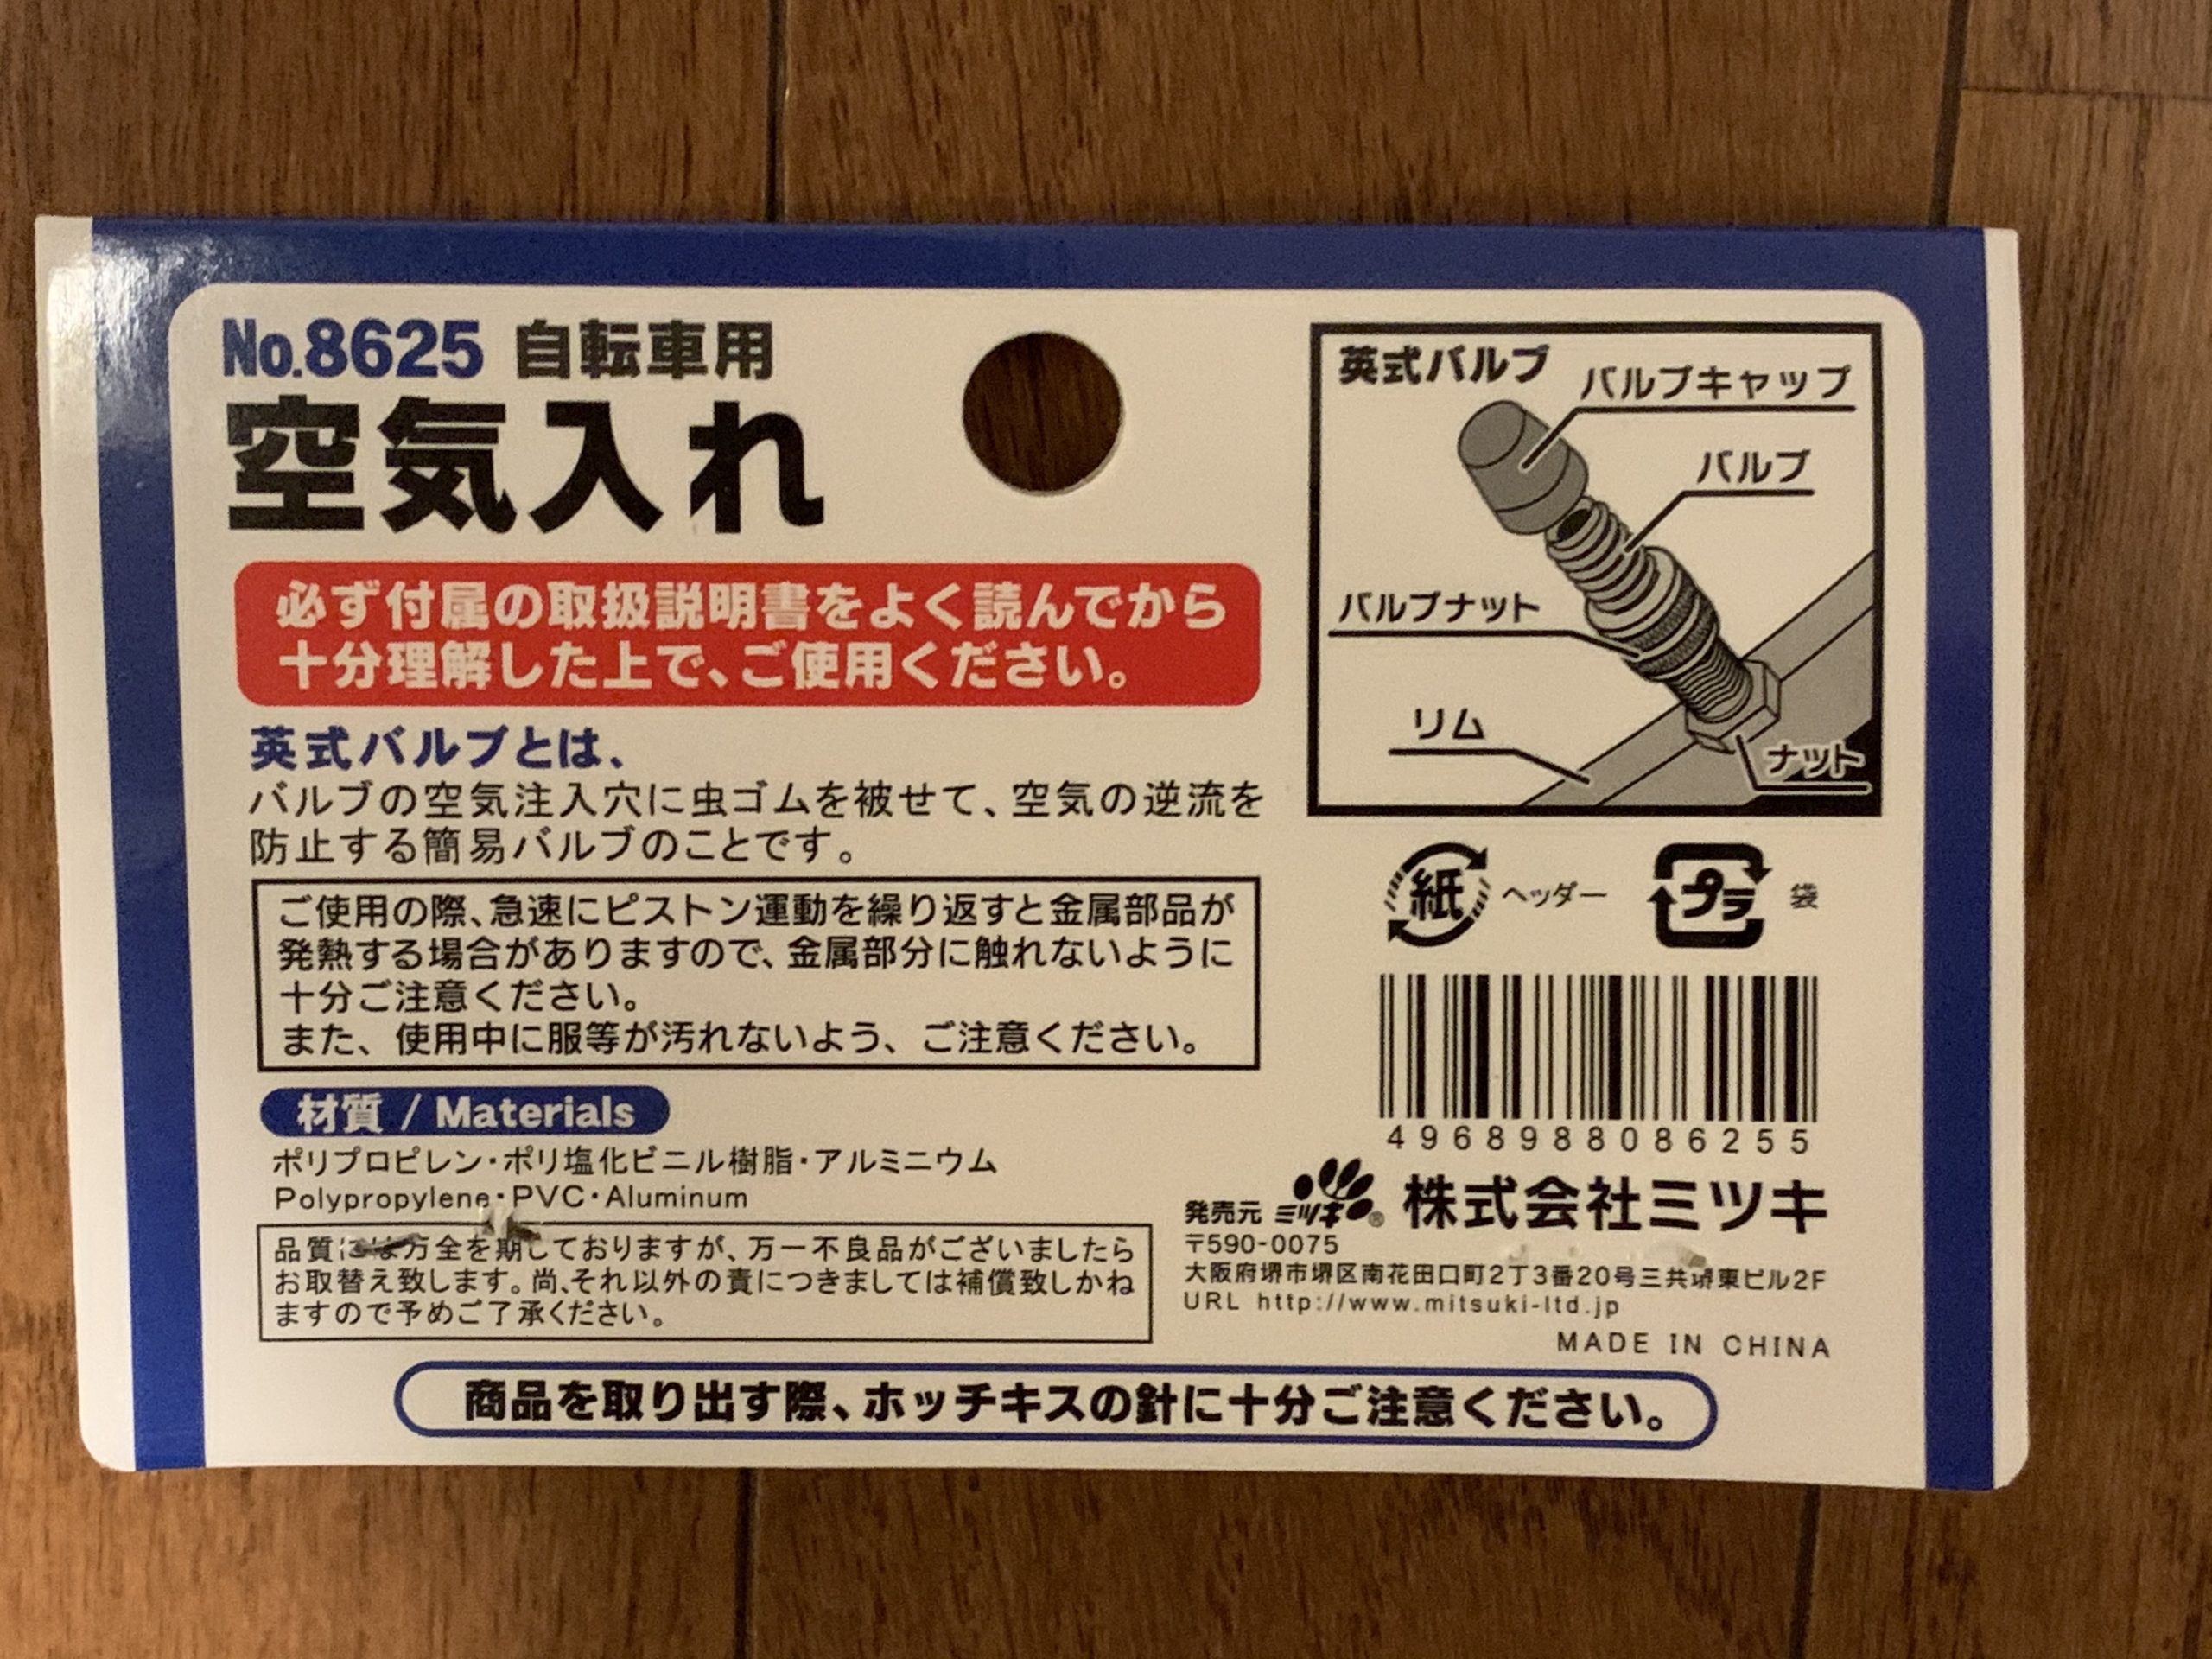 No.8625 自転車用
空気入れ
必ず付属の取扱説明書をよく読んでから
十分理解した上で、ご使用ください。
英式バルブとは、
バルブの空気注入穴に虫ゴムを被せて、空気の逆流を
防止する簡易バルブのことです。
ご使用の際、急速にピストン運動を繰り返すと金属部品が
発熱する場合がありますので、金属部分に触れないように
十分ご注意ください。
また、使用中に服等が汚れないよう、ご注意ください。
材質 / Materials
ポリプロピレン・ポリ塩化ビニル樹脂・アルミニウム
Polypropylene・PVC・Aluminum
品質には万全を期しておりますが、万一不良品がございましたら
お取替え致します。尚、それ以外の責につきましては補償致しかね
ますので予めご了承ください。
英式バルブ
バルブキャップ
バルブ
バルブナット
リム
ナット
紙 ヘッダー
プラ 袋
4968988086255
発売元 ミツキ® 株式会社ミツキ
〒590-0075
大阪府堺市堺区南花田口町2丁3番20号三共堺東ビル2F
URL http://www.mitsuki-ltd.jp
MADE IN CHINA
商品を取り出す際、ホッチキスの針に十分ご注意ください。